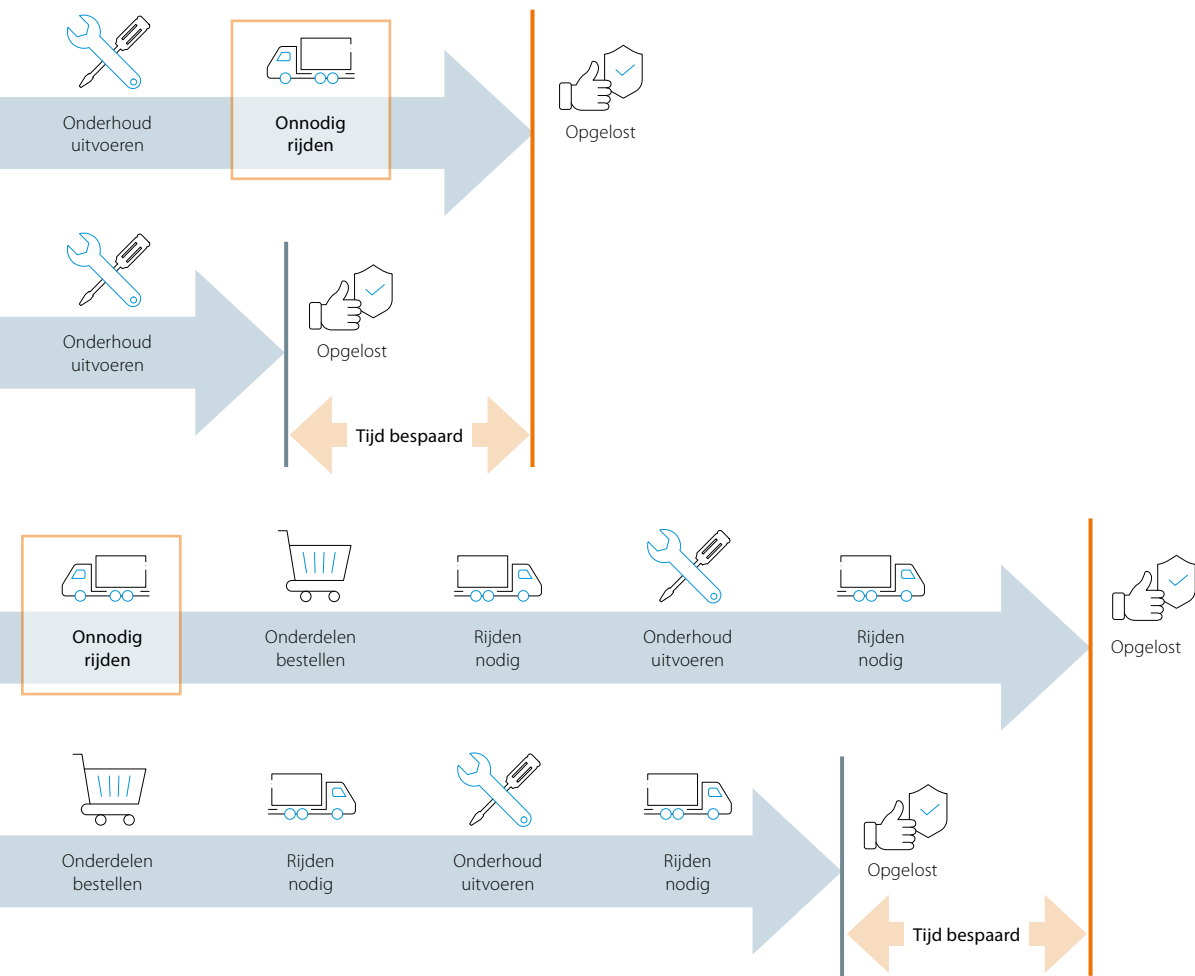 Onderhoud
uitvoeren
Onnodig
rijden
Opgelost
Onderhoud
uitvoeren
Opgelost
Tijd bespaard
Onnodig
rijden
Onderdelen
bestellen
Rijden
nodig
Onderhoud
uitvoeren
Rijden
nodig
Opgelost
Onderdelen
bestellen
Rijden
nodig
Onderhoud
uitvoeren
Rijden
nodig
Opgelost
Tijd bespaard